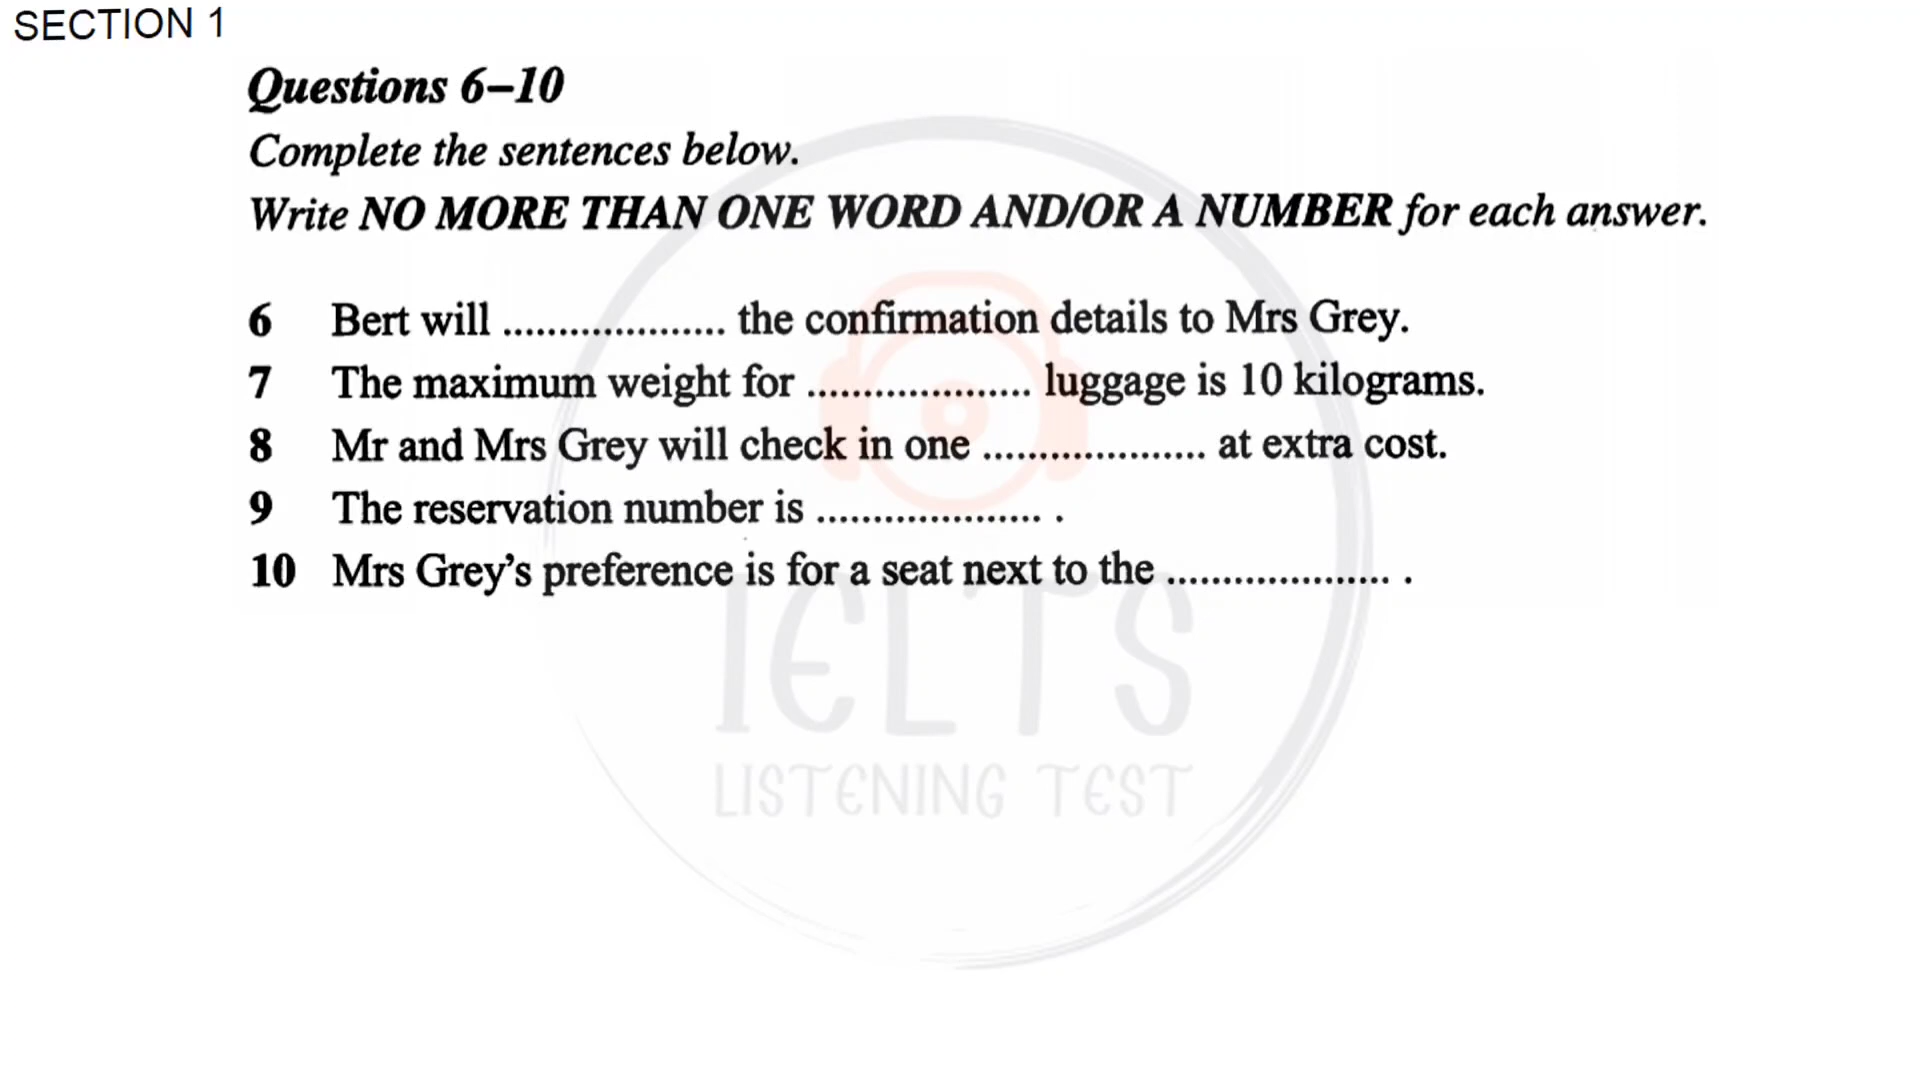 SECTION 1
Questions 6–10
Complete the sentences below.
Write NO MORE THAN ONE WORD AND/OR A NUMBER for each answer.
6 Bert will .................... the confirmation details to Mrs Grey.
7 The maximum weight for .................... luggage is 10 kilograms.
8 Mr and Mrs Grey will check in one .................... at extra cost.
9 The reservation number is .................... .
10 Mrs Grey's preference is for a seat next to the .................... .
IELTS
LISTENING TEST